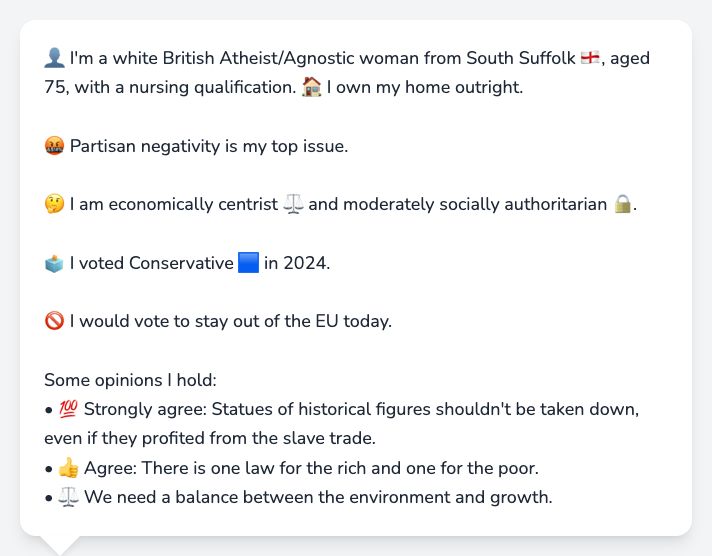 👤 I'm a white British Atheist/Agnostic woman from South Suffolk 🏴󠁧󠁢󠁥󠁮󠁧󠁿, aged
75, with a nursing qualification. 🏠 I own my home outright.
🤬 Partisan negativity is my top issue.
🤔 I am economically centrist ⚖️ and moderately socially authoritarian 🔒.
🗳️ I voted Conservative 🟦 in 2024.
🚫 I would vote to stay out of the EU today.
Some opinions I hold:
• 💯 Strongly agree: Statues of historical figures shouldn't be taken down,
even if they profited from the slave trade.
• 👍 Agree: There is one law for the rich and one for the poor.
• ⚖️ We need a balance between the environment and growth.